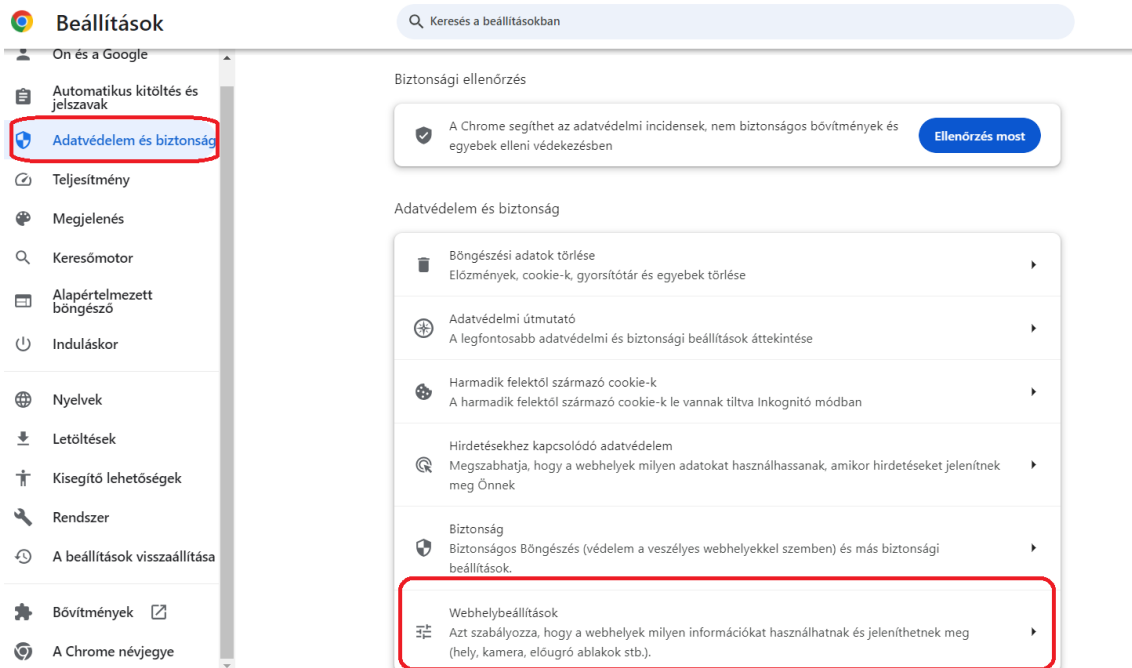 Beállítások
Keresés a beállításokban
Ön és a Google
Automatikus kitöltés és
jelszavak
Adatvédelem és biztonság
Teljesítmény
Megjelenés
Keresőmotor
Alapértelmezett
böngésző
Induláskor
Nyelvek
Letöltések
Kisegítő lehetőségek
Rendszer
A beállítások visszaállítása
Bővítmények
A Chrome névjegye
Biztonsági ellenőrzés
A Chrome segíthet az adatvédelmi incidensek, nem biztonságos bővítmények és
egyebek elleni védekezésben
Ellenőrzés most
Adatvédelem és biztonság
Böngészési adatok törlése
Előzmények, cookie-k, gyorsítótár és egyebek törlése
Adatvédelmi útmutató
A legfontosabb adatvédelmi és biztonsági beállítások áttekintése
Harmadik felektől származó cookie-k
A harmadik felektől származó cookie-k le vannak tiltva Inkognitó módban
Hirdetésekhez kapcsolódó adatvédelem
Megszabhatja, hogy a webhelyek milyen adatokat használhassanak, amikor hirdetéseket jelenítnek
meg Önnek
Biztonság
Biztonságos Böngészés (védelem a veszélyes webhelyekkel szemben) és más biztonsági
beállítások.
Webhelybeállítások
Azt szabályozza, hogy a webhelyek milyen információkat használhatnak és jeleníthetnek meg
(hely, kamera, előugró ablakok stb.).